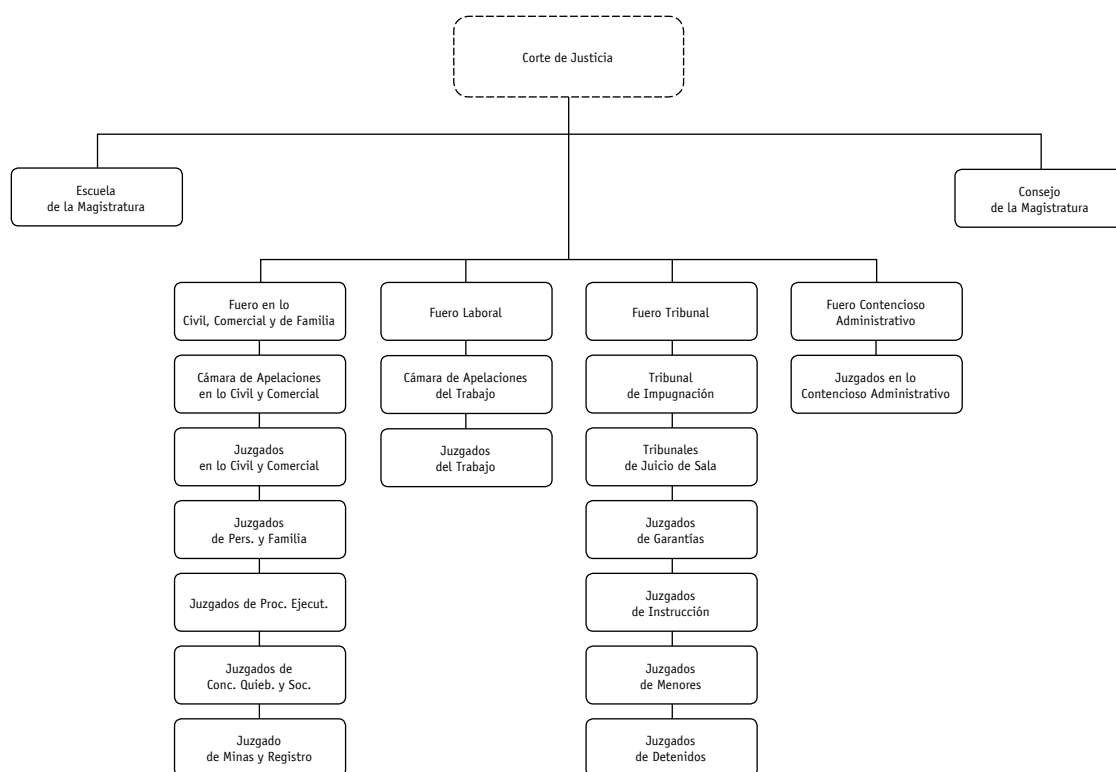 Corte de Justicia
Escuela
de la Magistratura
Consejo
de la Magistratura
Fuero en lo
Civil, Comercial y de Familia
Cámara de Apelaciones
en lo Civil y Comercial
Juzgados
en lo Civil y Comercial
Juzgados
de Pers. y Familia
Juzgados de Proc. Ejecut.
Juzgados de
Conc. Quieb. y Soc.
Juzgado
de Minas y Registro
Fuero Laboral
Cámara de Apelaciones
del Trabajo
Juzgados
del Trabajo
Fuero Tribunal
Tribunal
de Impugnación
Tribunales
de Juicio de Sala
Juzgados
de Garantías
Juzgados
de Instrucción
Juzgados
de Menores
Juzgados
de Detenidos
Fuero Contencioso
Administrativo
Juzgados en lo
Contencioso Administrativo